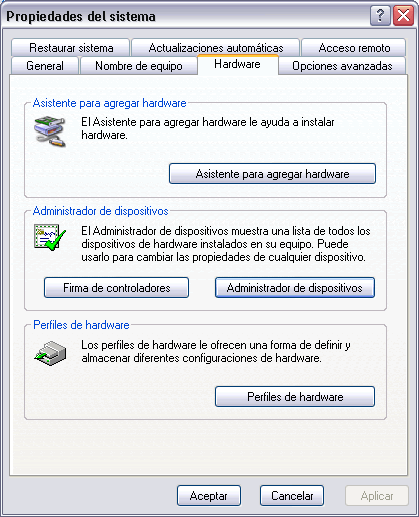 Propiedades del sistema
Restaurar sistema
Actualizaciones automáticas
Acceso remoto
General
Nombre de equipo
Hardware
Opciones avanzadas
Asistente para agregar hardware
El Asistente para agregar hardware le ayuda a instalar
hardware.
Asistente para agregar hardware
Administrador de dispositivos
El Administrador de dispositivos muestra una lista de todos los
dispositivos de hardware instalados en su equipo. Puede
usarlo para cambiar las propiedades de cualquier dispositivo.
Firma de controladores
Administrador de dispositivos
Perfiles de hardware
Los perfiles de hardware le ofrecen una forma de definir y
almacenar diferentes configuraciones de hardware.
Perfiles de hardware
Aceptar
Cancelar
Aplicar